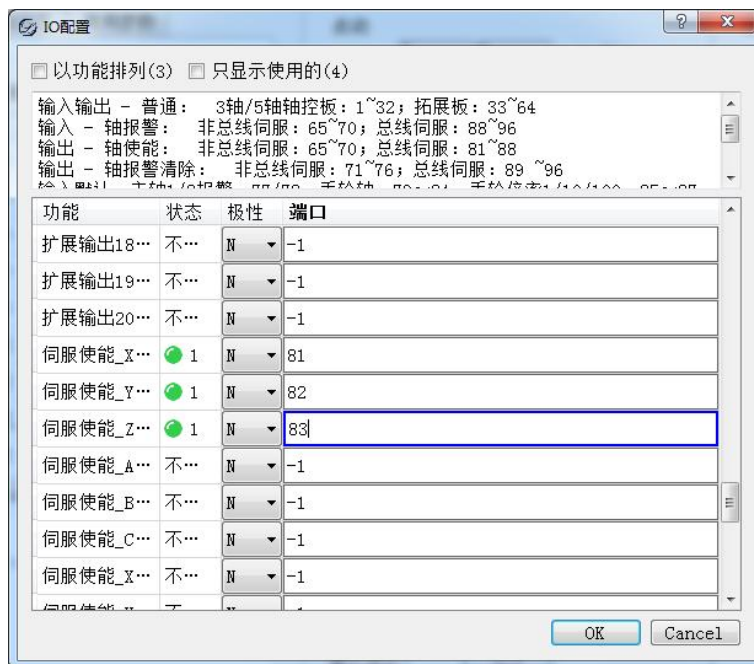 IO配置
以功能排列(3) 只显示使用的(4)
输入输出 - 普通： 3轴/5轴轴控板：1~32；拓展板：33~64
输入 - 轴报警： 非总线伺服：65~70；总线伺服：88~96
输出 - 轴使能： 非总线伺服：65~70；总线伺服：81~88
输出 - 轴报警清除： 非总线伺服：71~76；总线伺服：89 ~96
功能 状态 极性 端口
扩展输出18… 不… N -1
扩展输出19… 不… N -1
扩展输出20… 不… N -1
伺服使能_X… 1 N 81
伺服使能_Y… 1 N 82
伺服使能_Z… 1 N 83
伺服使能_A… 不… N -1
伺服使能_B… 不… N -1
伺服使能_C… 不… N -1
伺服使能_X… 不… N -1
OK Cancel